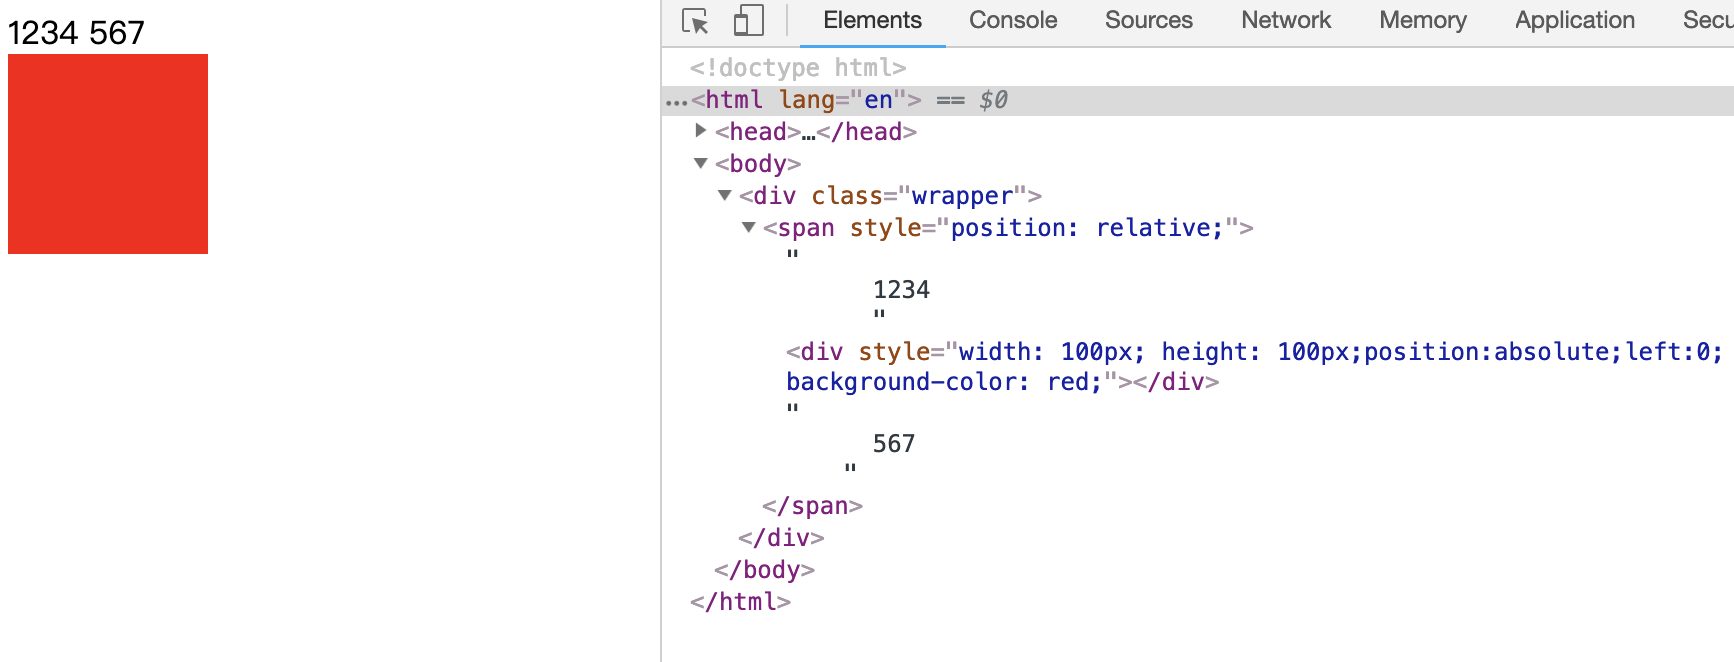 1234 567
Elements Console Sources Network Memory Application Secu
<!doctype html>
…<html lang="en"> == $0
<head>…</head>
<body>
<div class="wrapper">
<span style="position: relative;">
"
1234
"
<div style="width: 100px; height: 100px;position:absolute;left:0;
background-color: red;"></div>
"
567
"
</span>
</div>
</body>
</html>